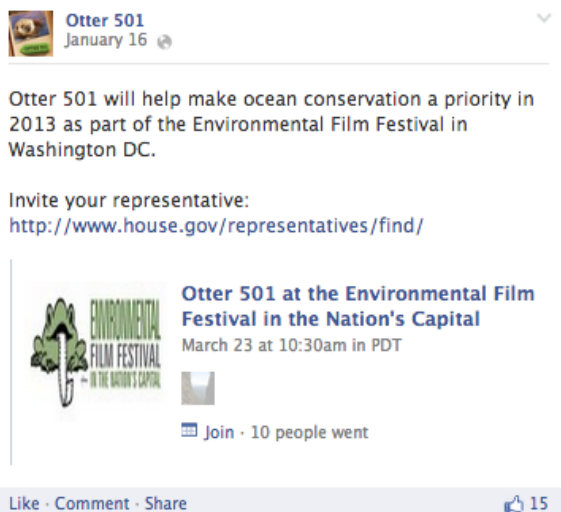 Otter 501
January 16
Otter 501 will help make ocean conservation a priority in
2013 as part of the Environmental Film Festival in
Washington DC.
Invite your representative:
http://www.house.gov/representatives/find/
ENVIRONMENTAL
FILM FESTIVAL
IN THE NATION'S CAPITAL
Otter 501 at the Environmental Film
Festival in the Nation's Capital
March 23 at 10:30am in PDT
Join · 10 people went
Like · Comment · Share
15